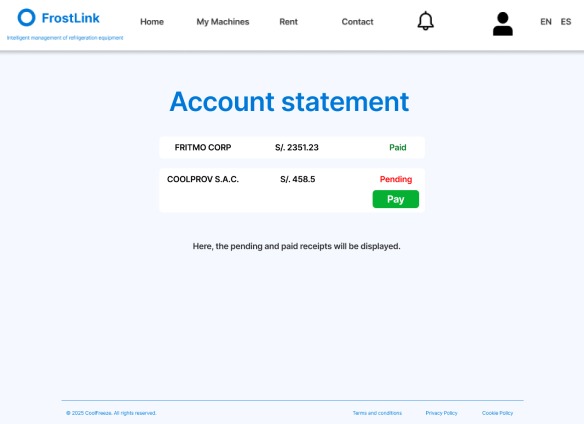 FrostLink
Intelligent management of refrigeration equipment
Home My Machines Rent Contact EN ES
Account statement
FRITMO CORP S/. 2351.23 Paid
COOLPROV S.A.C. S/. 458.5 Pending
Pay
Here, the pending and paid receipts will be displayed.
© 2025 CoolFreeze. All rights reserved. Terms and conditions Privacy Policy Cookie Policy